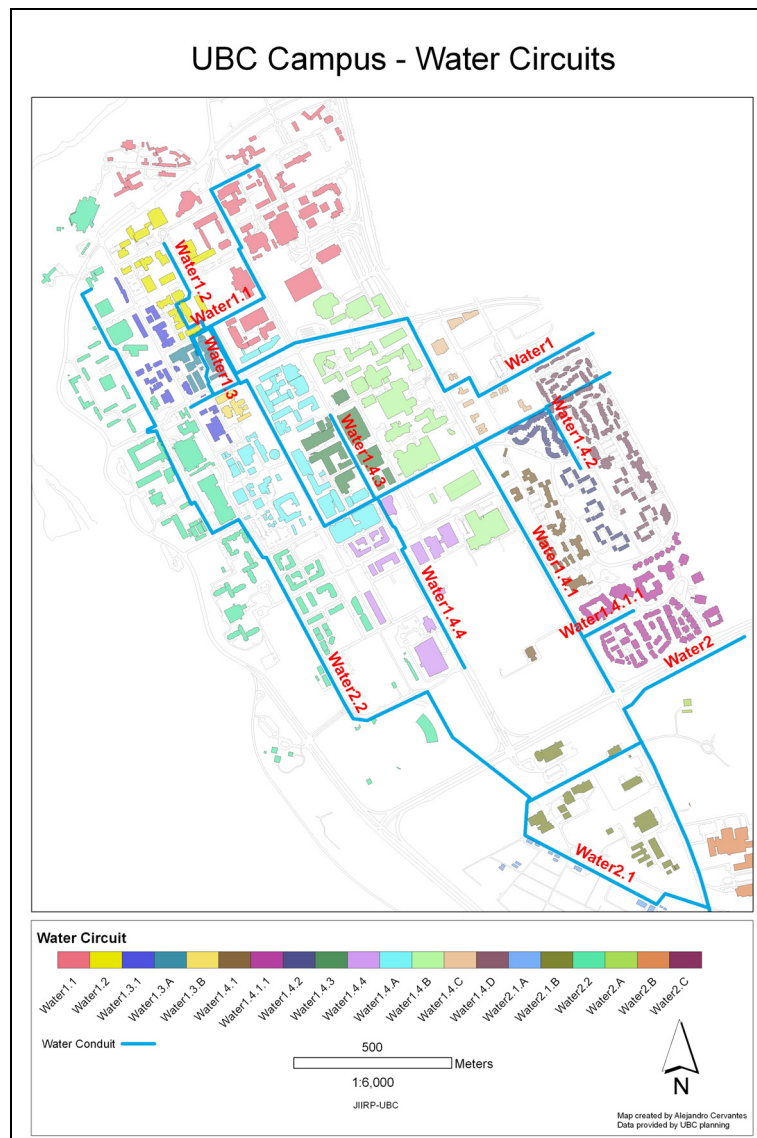 UBC Campus - Water Circuits
Water1.2
Water1.1
Water1.3
Water1
Water1.4.2
Water1.4.3
Water1.4.1
Water1.4.4
Water1.4.1.1
Water2
Water2.2
Water2.1
Water Circuit
Water1.1
Water1.2
Water1.3.1
Water1.3.A
Water1.3.B
Water1.4.1
Water1.4.1.1
Water1.4.2
Water1.4.3
Water1.4.4
Water1.4.A
Water1.4.B
Water1.4.C
Water1.4.D
Water2.1.A
Water2.1.B
Water2.2
Water2.A
Water2.B
Water2.C
Water Conduit
500
Meters
1:6,000
JIIRP-UBC
N
Map created by Alejandro Cervantes
Data provided by UBC planning